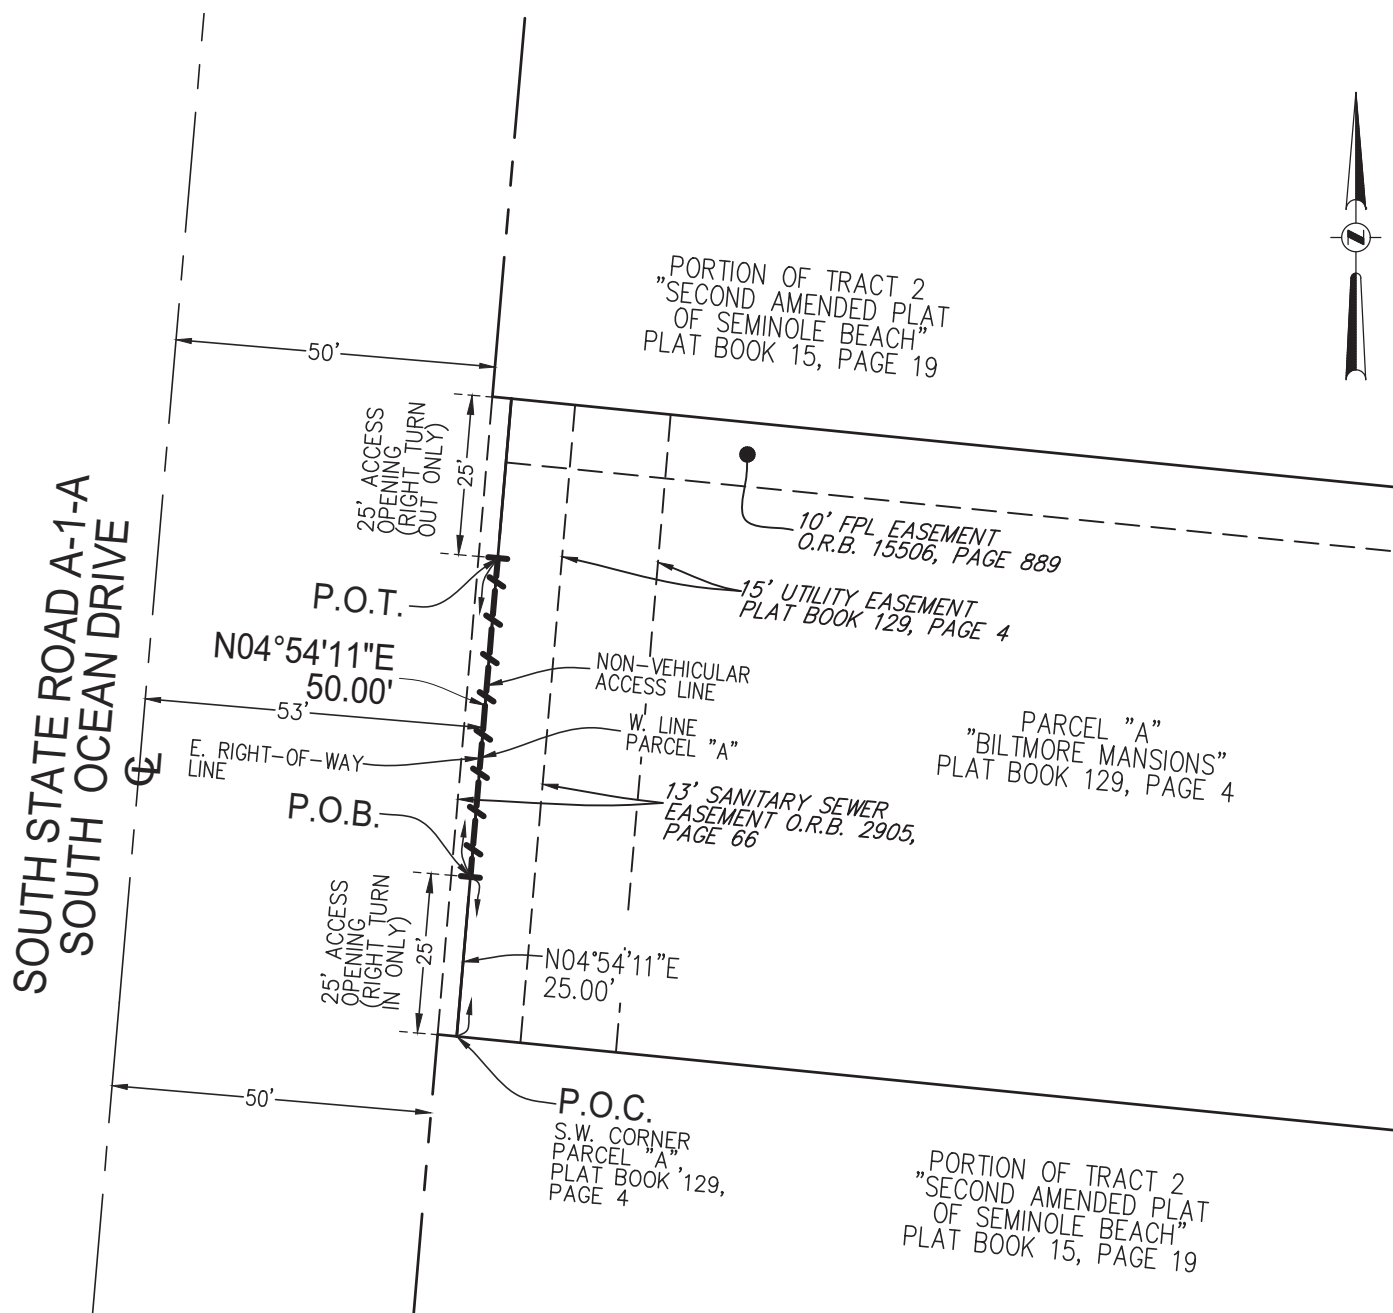 PORTION OF TRACT 2
"SECOND AMENDED PLAT
OF SEMINOLE BEACH"
PLAT BOOK 15, PAGE 19
Z
50'
25' ACCESS
OPENING
(RIGHT TURN
OUT ONLY)
25'
10' FPL EASEMENT
O.R.B. 15506, PAGE 889
15' UTILITY EASEMENT
PLAT BOOK 129, PAGE 4
P.O.T.
N04°54'11"E
50.00'
NON-VEHICULAR
ACCESS LINE
53'
W. LINE
PARCEL "A"
E. RIGHT-OF-WAY
LINE
PARCEL "A"
"BILTMORE MANSIONS"
PLAT BOOK 129, PAGE 4
SOUTH STATE ROAD A-1-A
SOUTH OCEAN DRIVE
CL
P.O.B.
13' SANITARY SEWER
EASEMENT O.R.B. 2905,
PAGE 66
25' ACCESS
OPENING
(RIGHT TURN
IN ONLY)
25'
N04°54'11"E
25.00'
50'
P.O.C.
S.W. CORNER
PARCEL "A",
PLAT BOOK 129,
PAGE 4
PORTION OF TRACT 2
"SECOND AMENDED PLAT
OF SEMINOLE BEACH"
PLAT BOOK 15, PAGE 19